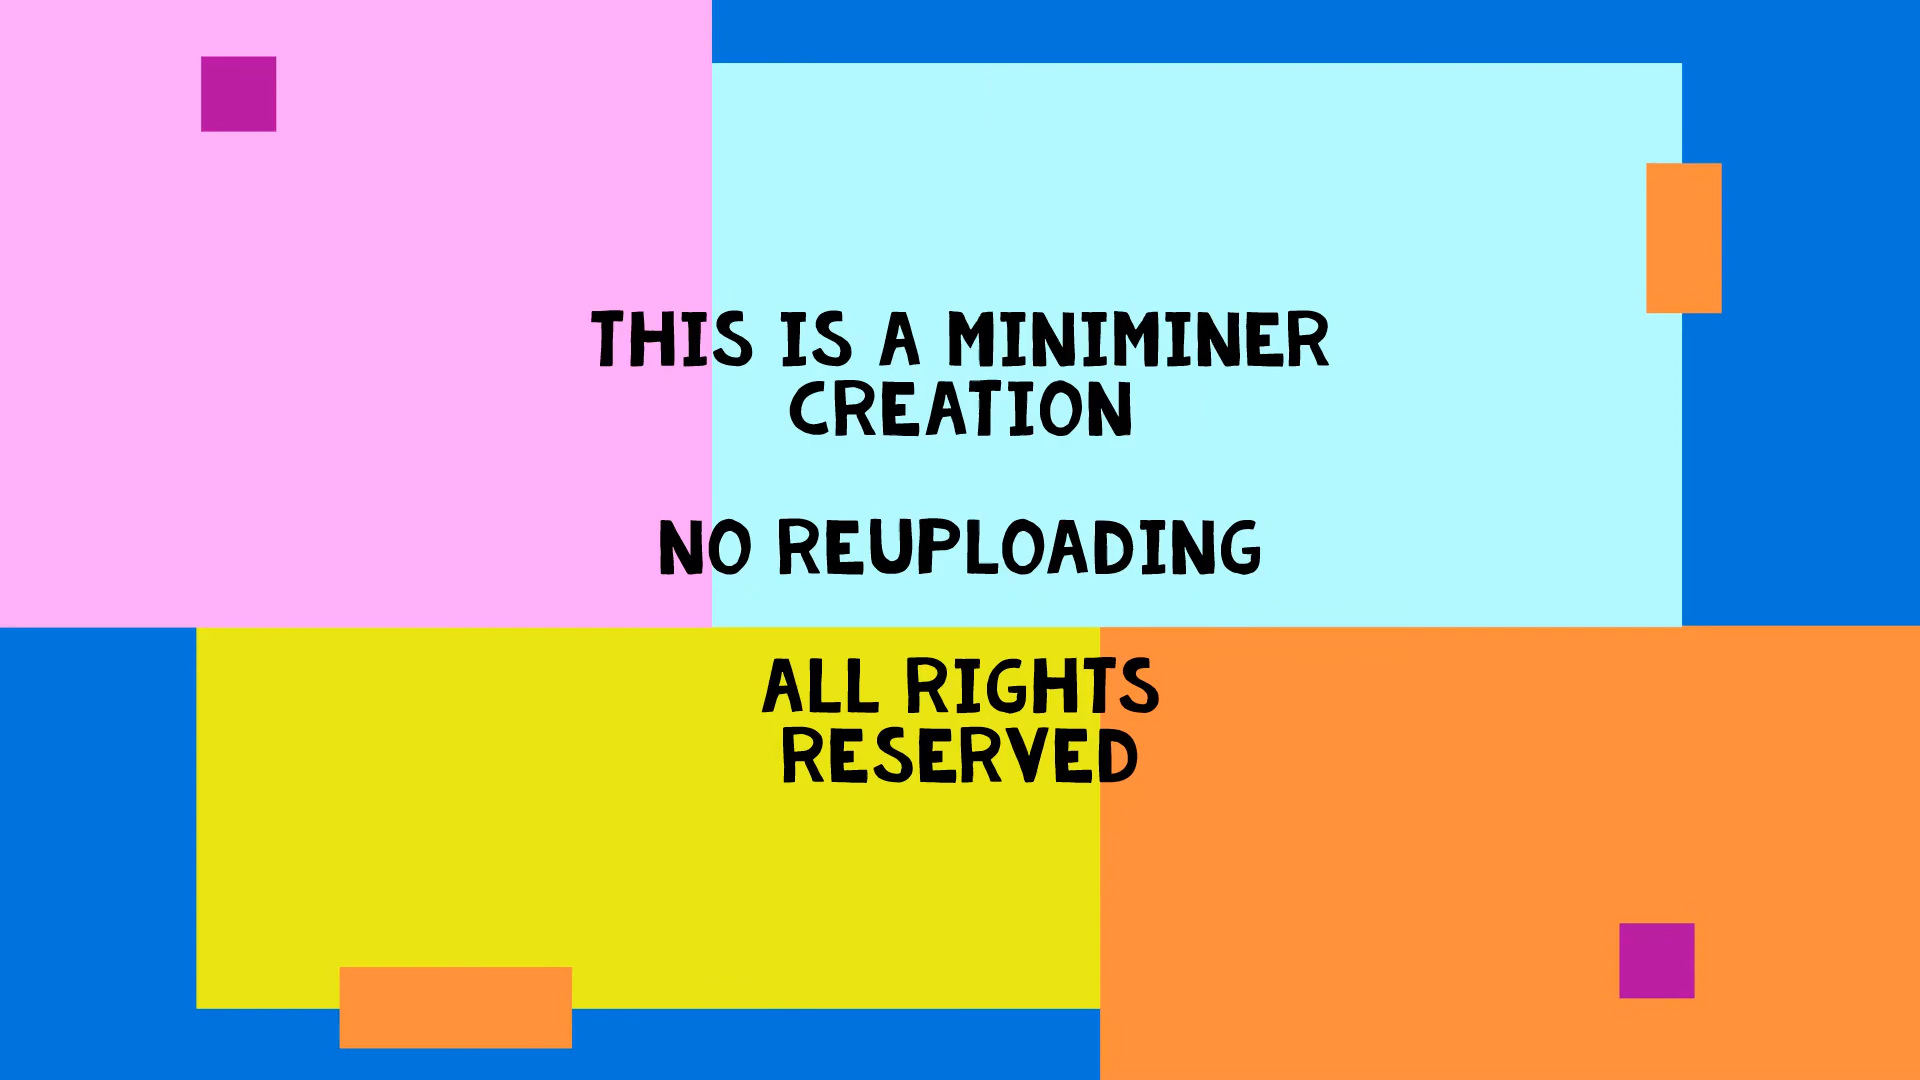 THIS IS A MINIMINER
CREATION
NO REUPLOADING
ALL RIGHTS
RESERVED